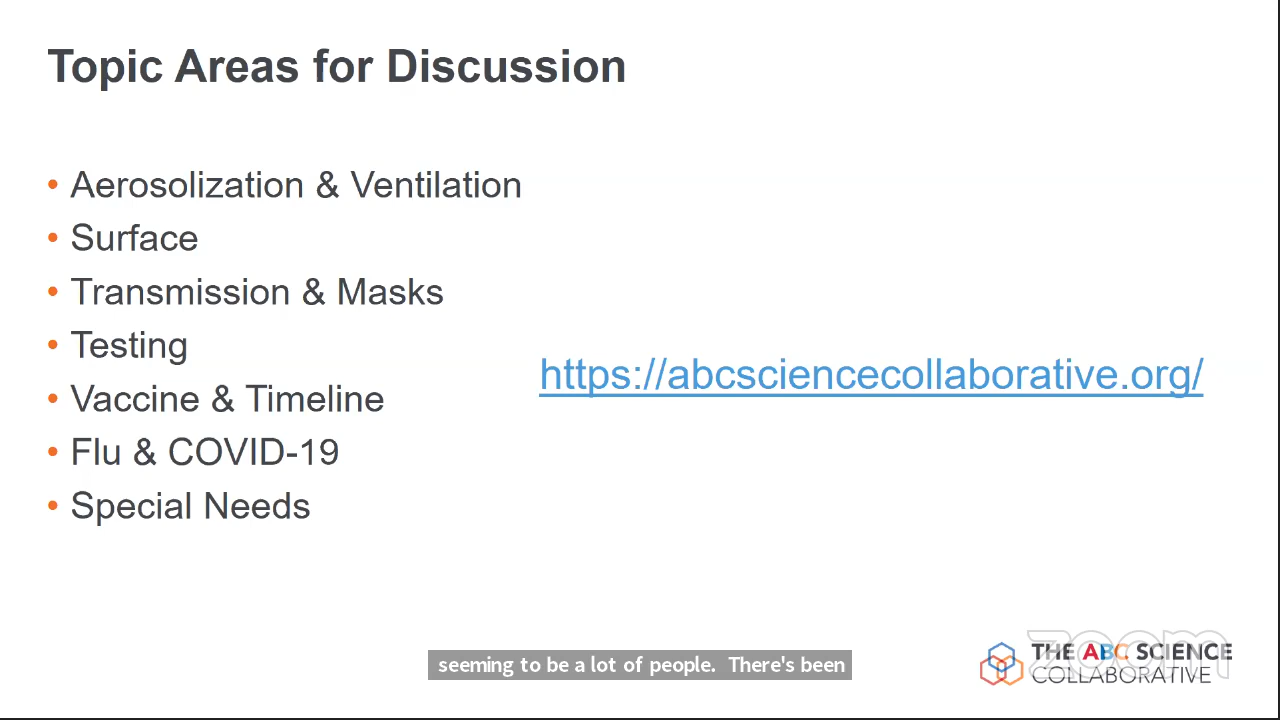 Topic Areas for Discussion
• Aerosolization & Ventilation
• Surface
• Transmission & Masks
• Testing
• Vaccine & Timeline
• Flu & COVID-19
• Special Needs
https://abcsciencecollaborative.org/
seeming to be a lot of people. There's been
THE ABC SCIENCE
COLLABORATIVE
zoom